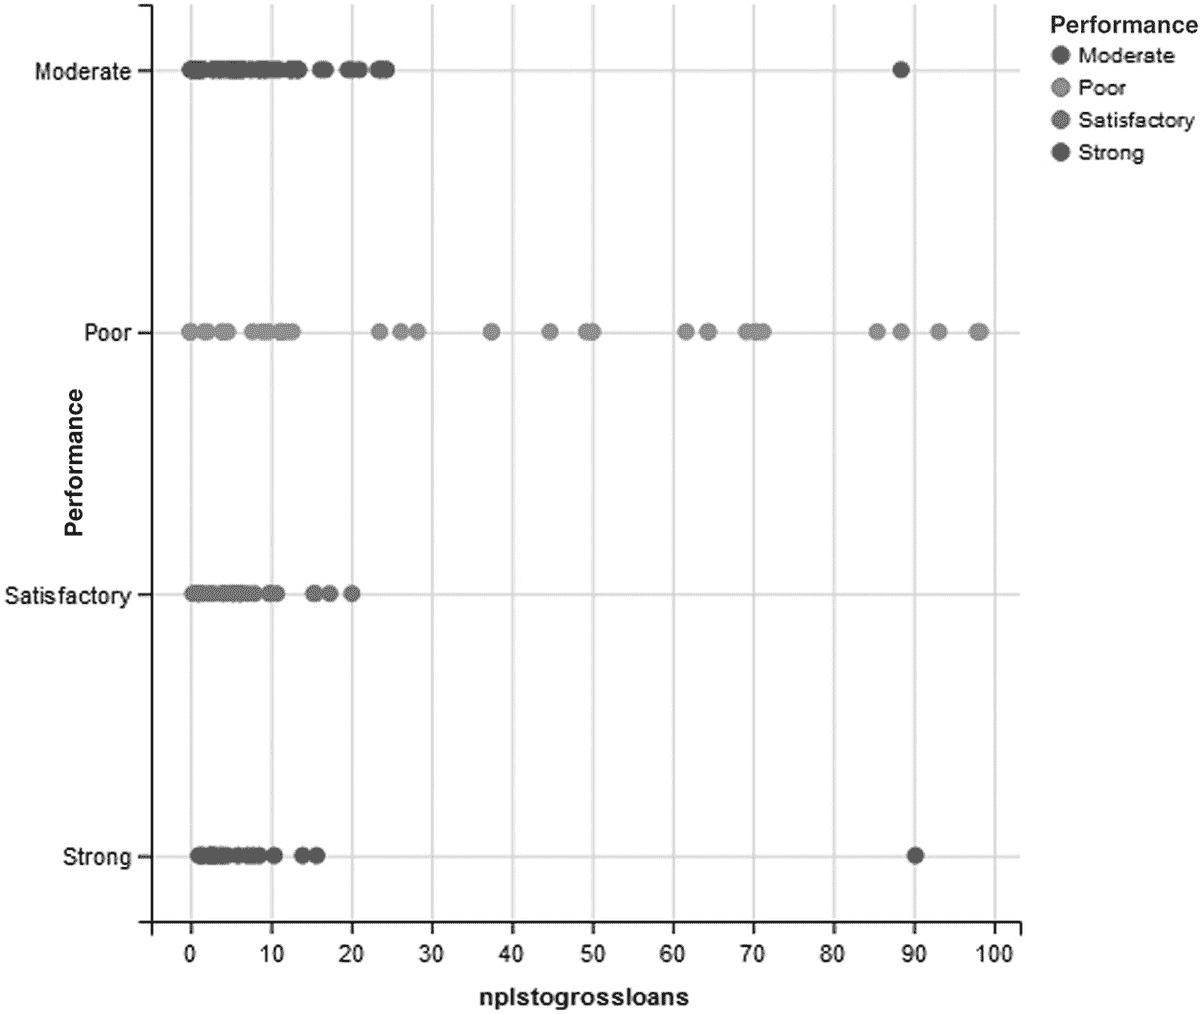 Performance
Moderate
Poor
Satisfactory
Strong
Moderate
Poor
Satisfactory
Strong
Performance
0 10 20 30 40 50 60 70 80 90 100
nplstogrossloans